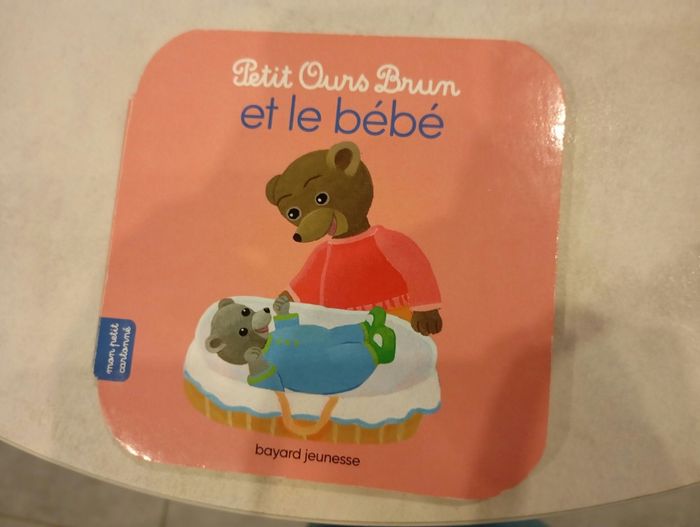 Petit Ours Brun
et le bébé
mon petit
cartonné
bayard jeunesse